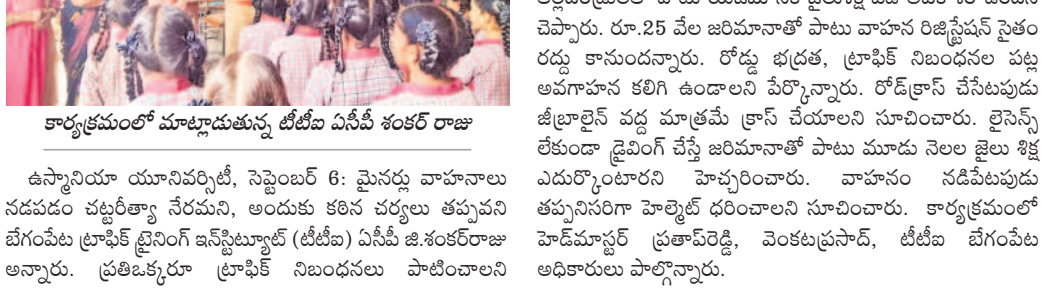 కార్యక్రమంలో మాట్లాడుతున్న టీటీఐ ఏసీపీ శంకర్ రాజు
ఉస్మానియా యూనివర్సిటీ, సెప్టెంబర్ 6: మైనర్లు వాహనాలు
నడపడం చట్టరీత్యా నేరమని, అందుకు కఠిన చర్యలు తప్పవని
బేగంపేట ట్రాఫిక్ ట్రైనింగ్ ఇన్‌స్టిట్యూట్ (టీటీఐ) ఏసీపీ జి.శంకర్‌రాజు
అన్నారు. ప్రతిఒక్కరూ ట్రాఫిక్ నిబంధనలు పాటించాలని
చెప్పారు. రూ.25 వేల జరిమానాతో పాటు వాహన రిజిస్ట్రేషన్ సైతం
రద్దు కానుందన్నారు. రోడ్డు భద్రత, ట్రాఫిక్ నిబంధనల పట్ల
అవగాహన కలిగి ఉండాలని పేర్కొన్నారు. రోడ్‌క్రాస్ చేసేటపుడు
జీబ్రాలైన్ వద్ద మాత్రమే క్రాస్ చేయాలని సూచించారు. లైసెన్స్
లేకుండా డ్రైవింగ్ చేస్తే జరిమానాతో పాటు మూడు నెలల జైలు శిక్ష
ఎదుర్కొంటారని హెచ్చరించారు. వాహనం నడిపేటపుడు
తప్పనిసరిగా హెల్మెట్ ధరించాలని సూచించారు. కార్యక్రమంలో
హెడ్‌మాస్టర్ ప్రతాప్‌రెడ్డి, వెంకటప్రసాద్, టీటీఐ బేగంపేట
అధికారులు పాల్గొన్నారు.